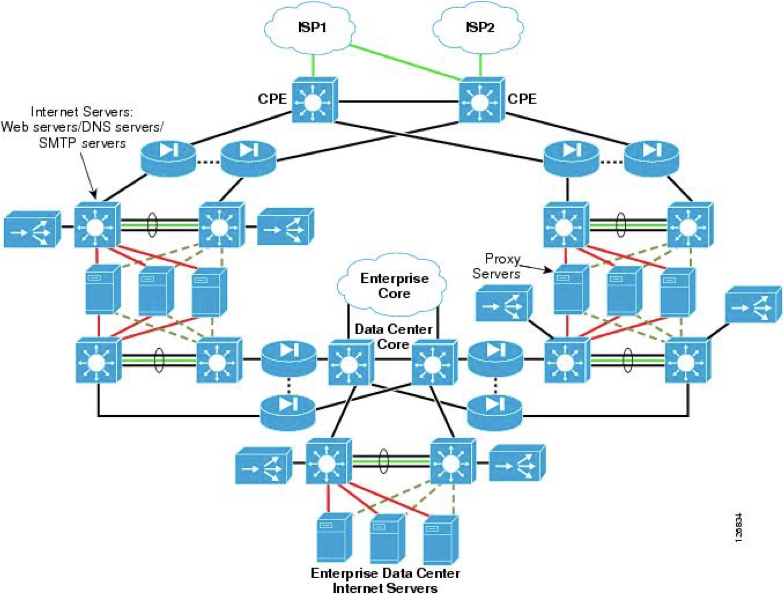 ISP1
ISP2
CPE
CPE
Internet Servers:
Web servers/DNS servers/
SMTP servers
Proxy
Servers
Enterprise
Core
Data Center
Core
Enterprise Data Center
Internet Servers
126834